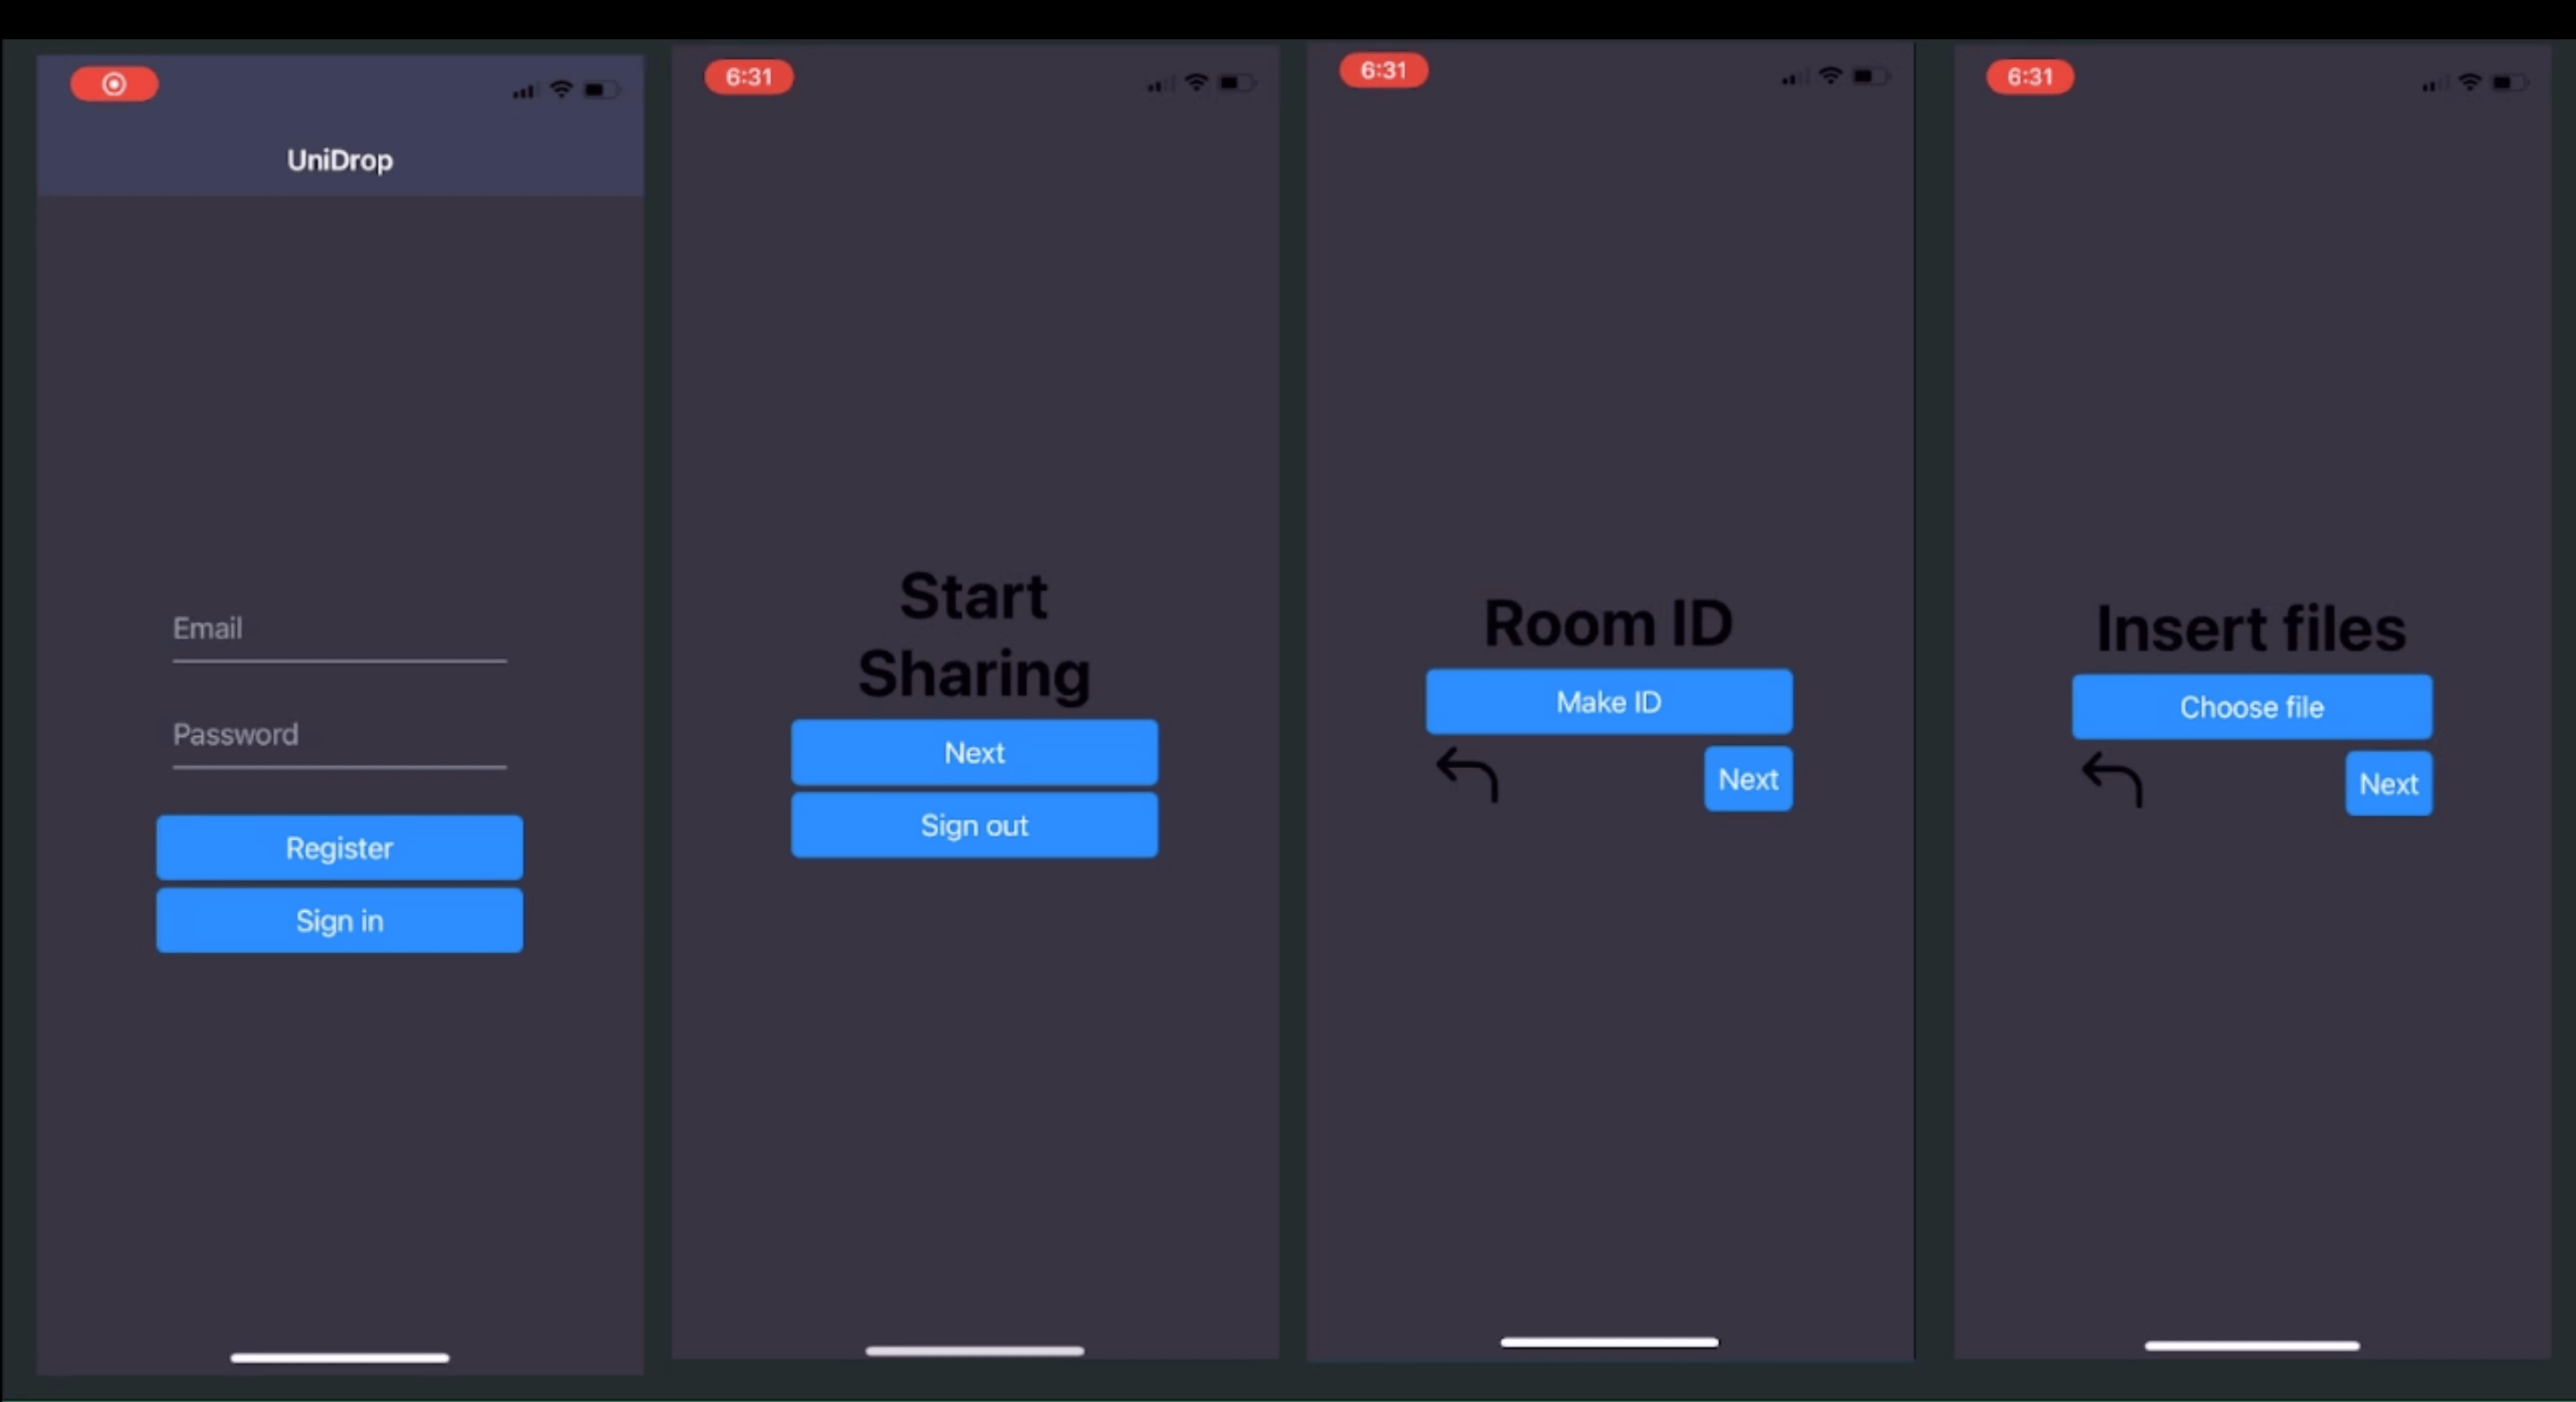 UniDrop
Email
Password
Register
Sign in
6:31
Start
Sharing
Next
Sign out
6:31
Room ID
Make ID
Next
6:31
Insert files
Choose file
Next